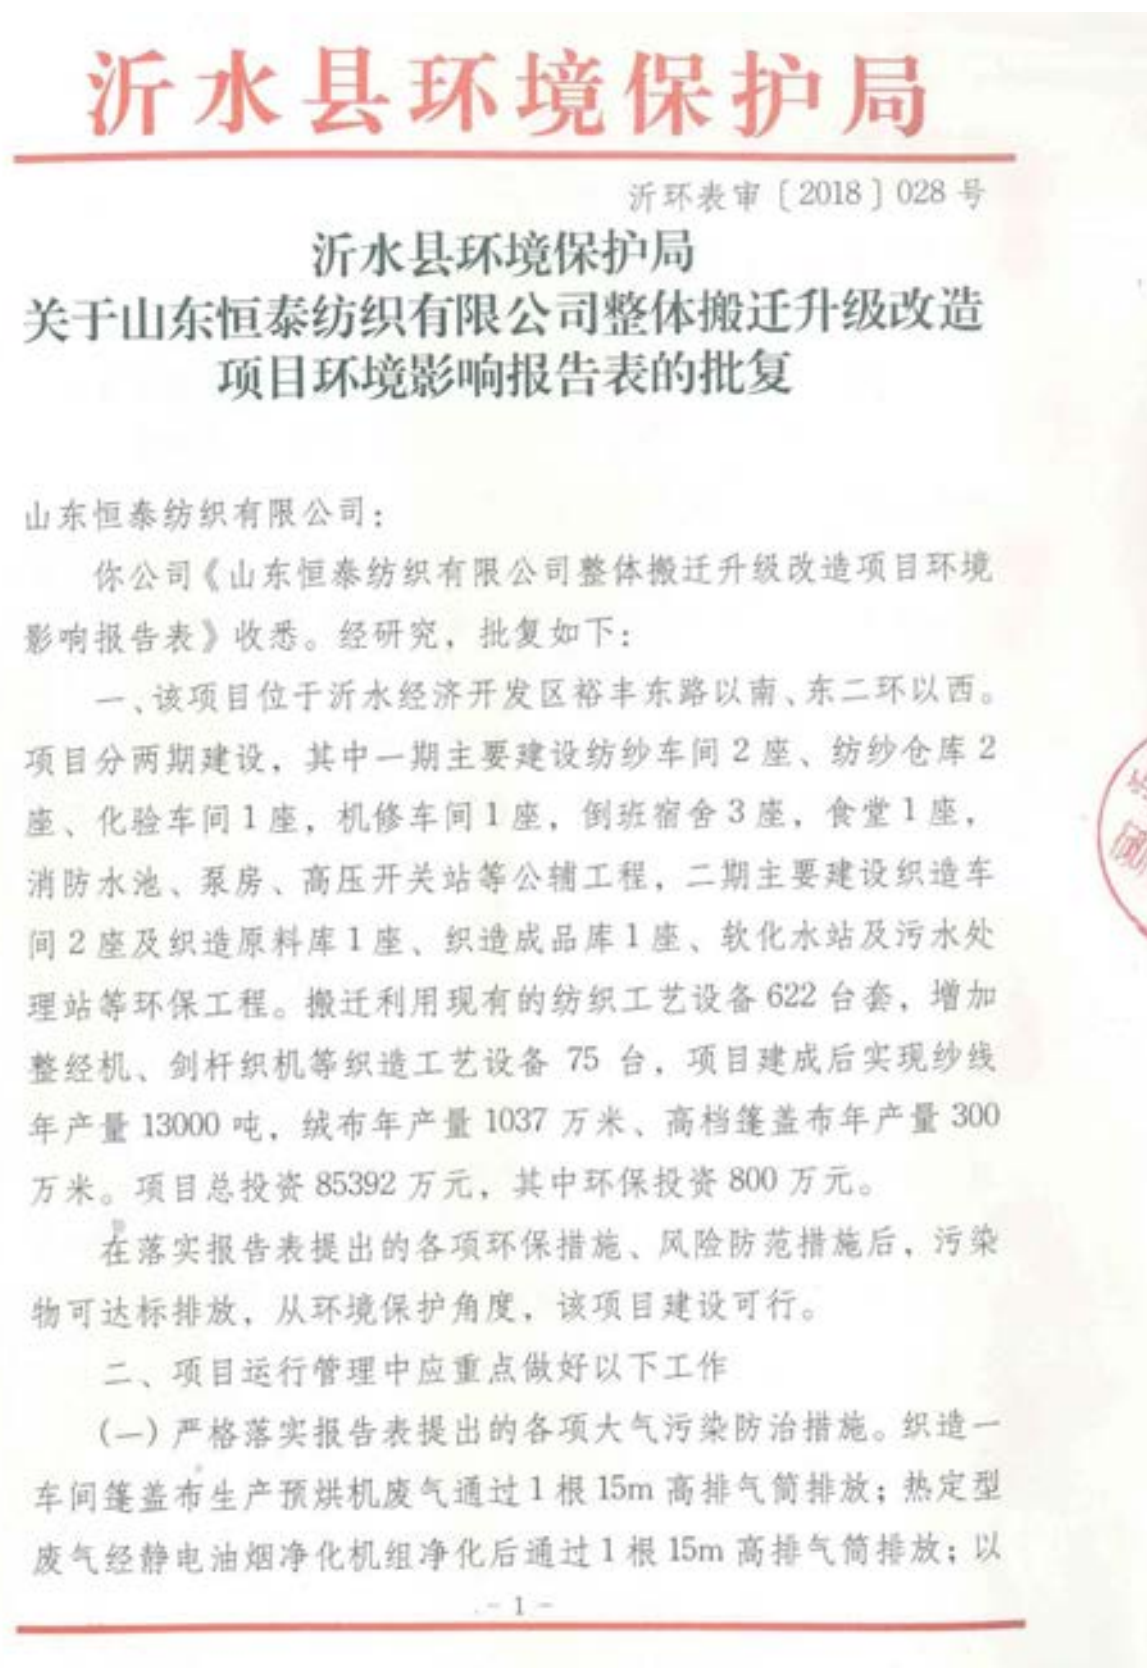 沂水县环境保护局
沂环表审〔2018〕028号
沂水县环境保护局
关于山东恒泰纺织有限公司整体搬迁升级改造
项目环境影响报告表的批复
山东恒泰纺织有限公司：
你公司《山东恒泰纺织有限公司整体搬迁升级改造项目环境
影响报告表》收悉。经研究，批复如下：
一、该项目位于沂水经济开发区裕丰东路以南、东二环以西。
项目分两期建设，其中一期主要建设纺纱车间2座、纺纱仓库2
座、化验车间1座，机修车间1座，倒班宿舍3座，食堂1座，
消防水池、泵房、高压开关站等公辅工程，二期主要建设织造车
间2座及织造原料库1座、织造成品库1座、软化水站及污水处
理站等环保工程。搬迁利用现有的纺织工艺设备622台套，增加
整经机、剑杆织机等织造工艺设备 75 台，项目建成后实现纱线
年产量13000吨，绒布年产量1037万米、高档篷盖布年产量300
万米。项目总投资85392万元，其中环保投资800万元。
在落实报告表提出的各项环保措施、风险防范措施后，污染
物可达标排放，从环境保护角度，该项目建设可行。
二、项目运行管理中应重点做好以下工作
(一)严格落实报告表提出的各项大气污染防治措施。织造一
车间篷盖布生产预烘机废气通过1根15m高排气筒排放；热定型
废气经静电油烟净化机组净化后通过1根15m高排气筒排放；以
- 1 -